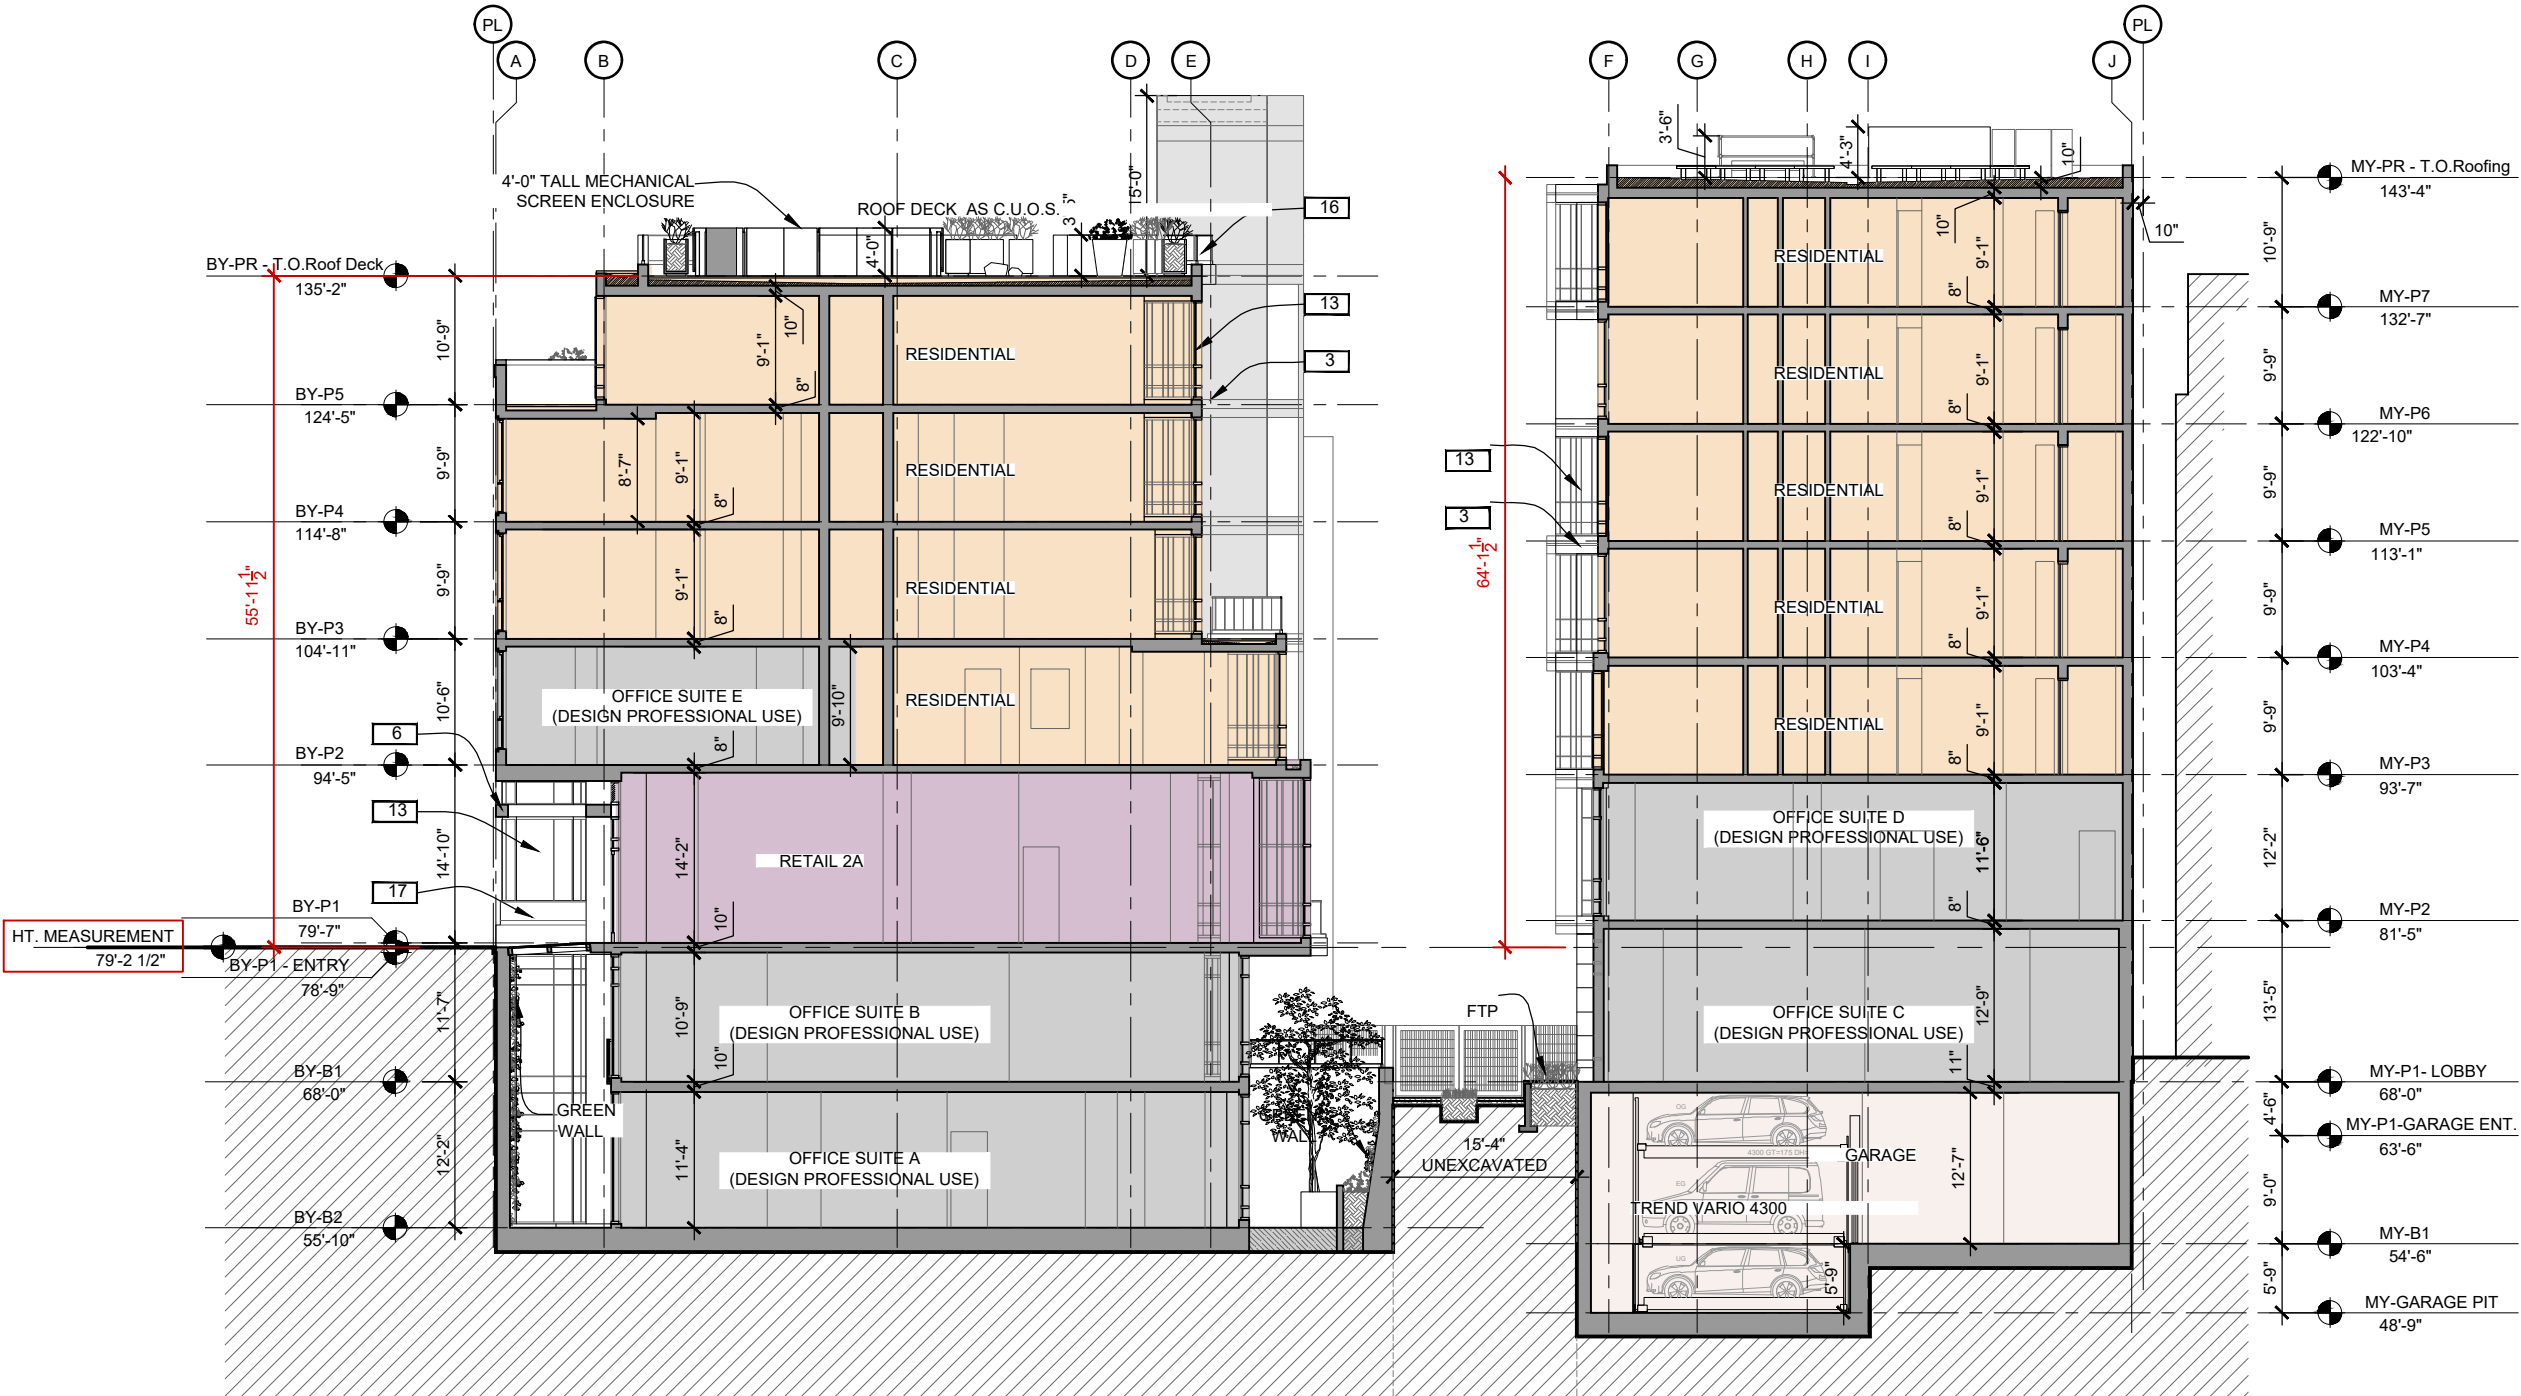 PL
A
B
C
D
E
F
G
H
I
J
PL
4'-0" TALL MECHANICAL
SCREEN ENCLOSURE
ROOF DECK AS C.U.O.S.
4'-0"
15'-0"
16
13
3
BY-PR - T.O.Roof Deck
135'-2"
10'-9"
BY-P5
124'-5"
9'-9"
BY-P4
114'-8"
9'-9"
BY-P3
104'-11"
10'-6"
BY-P2
94'-5"
14'-10"
BY-P1
79'-7"
HT. MEASUREMENT
79'-2 1/2"
BY-P1 - ENTRY
78'-9"
11'-7"
BY-B1
68'-0"
12'-2"
BY-B2
55'-10"
55'-11 1/2"
6
13
17
10"
9'-1"
8"
RESIDENTIAL
8'-7"
9'-1"
8"
RESIDENTIAL
9'-1"
8"
RESIDENTIAL
OFFICE SUITE E
(DESIGN PROFESSIONAL USE)
9'-10"
8"
RESIDENTIAL
14'-2"
RETAIL 2A
10"
OFFICE SUITE B
(DESIGN PROFESSIONAL USE)
10'-9"
10"
OFFICE SUITE A
(DESIGN PROFESSIONAL USE)
11'-4"
GREEN
WALL
WALL
FTP
15'-4"
UNEXCAVATED
13
3
64'-1 1/2"
3'-6"
4'-3"
10"
10"
10"
RESIDENTIAL
9'-1"
8"
RESIDENTIAL
9'-1"
8"
RESIDENTIAL
9'-1"
8"
RESIDENTIAL
9'-1"
8"
RESIDENTIAL
9'-1"
8"
OFFICE SUITE D
(DESIGN PROFESSIONAL USE)
11'-6"
8"
OFFICE SUITE C
(DESIGN PROFESSIONAL USE)
12'-9"
11"
OG
4300 GT=175 DH=
GARAGE
EG
12'-7"
TREND VARIO 4300
UG
5'-9"
MY-PR - T.O.Roofing
143'-4"
10'-9"
MY-P7
132'-7"
9'-9"
MY-P6
122'-10"
9'-9"
MY-P5
113'-1"
9'-9"
MY-P4
103'-4"
9'-9"
MY-P3
93'-7"
12'-2"
MY-P2
81'-5"
13'-5"
MY-P1- LOBBY
68'-0"
4'-6"
MY-P1-GARAGE ENT.
63'-6"
9'-0"
MY-B1
54'-6"
5'-9"
MY-GARAGE PIT
48'-9"